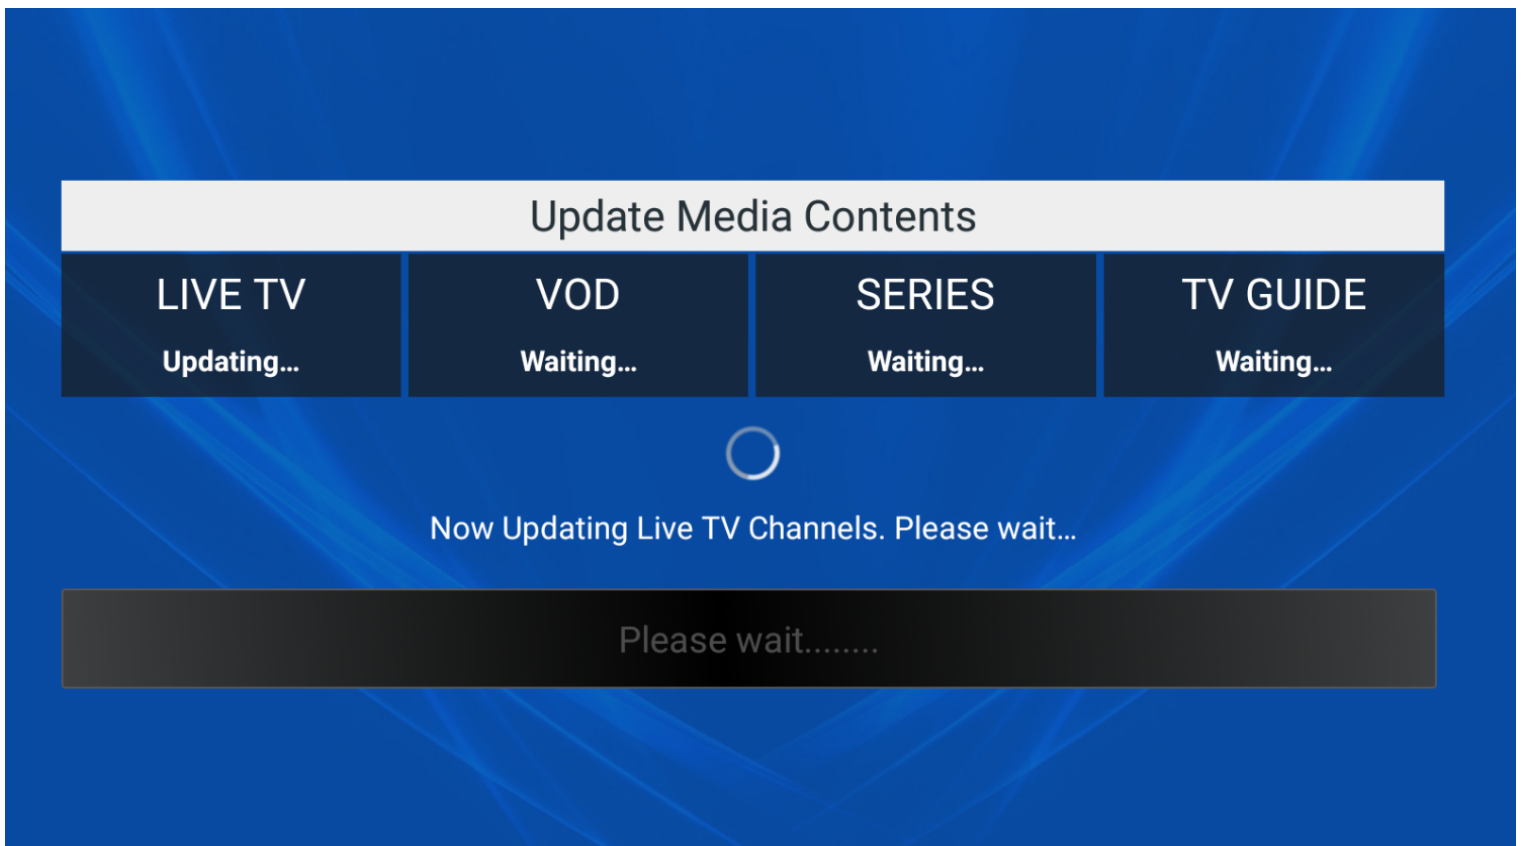 Update Media Contents
LIVE TV
VOD
SERIES
TV GUIDE
Updating...
Waiting...
Waiting...
Waiting...
Now Updating Live TV Channels. Please wait...
Please wait........